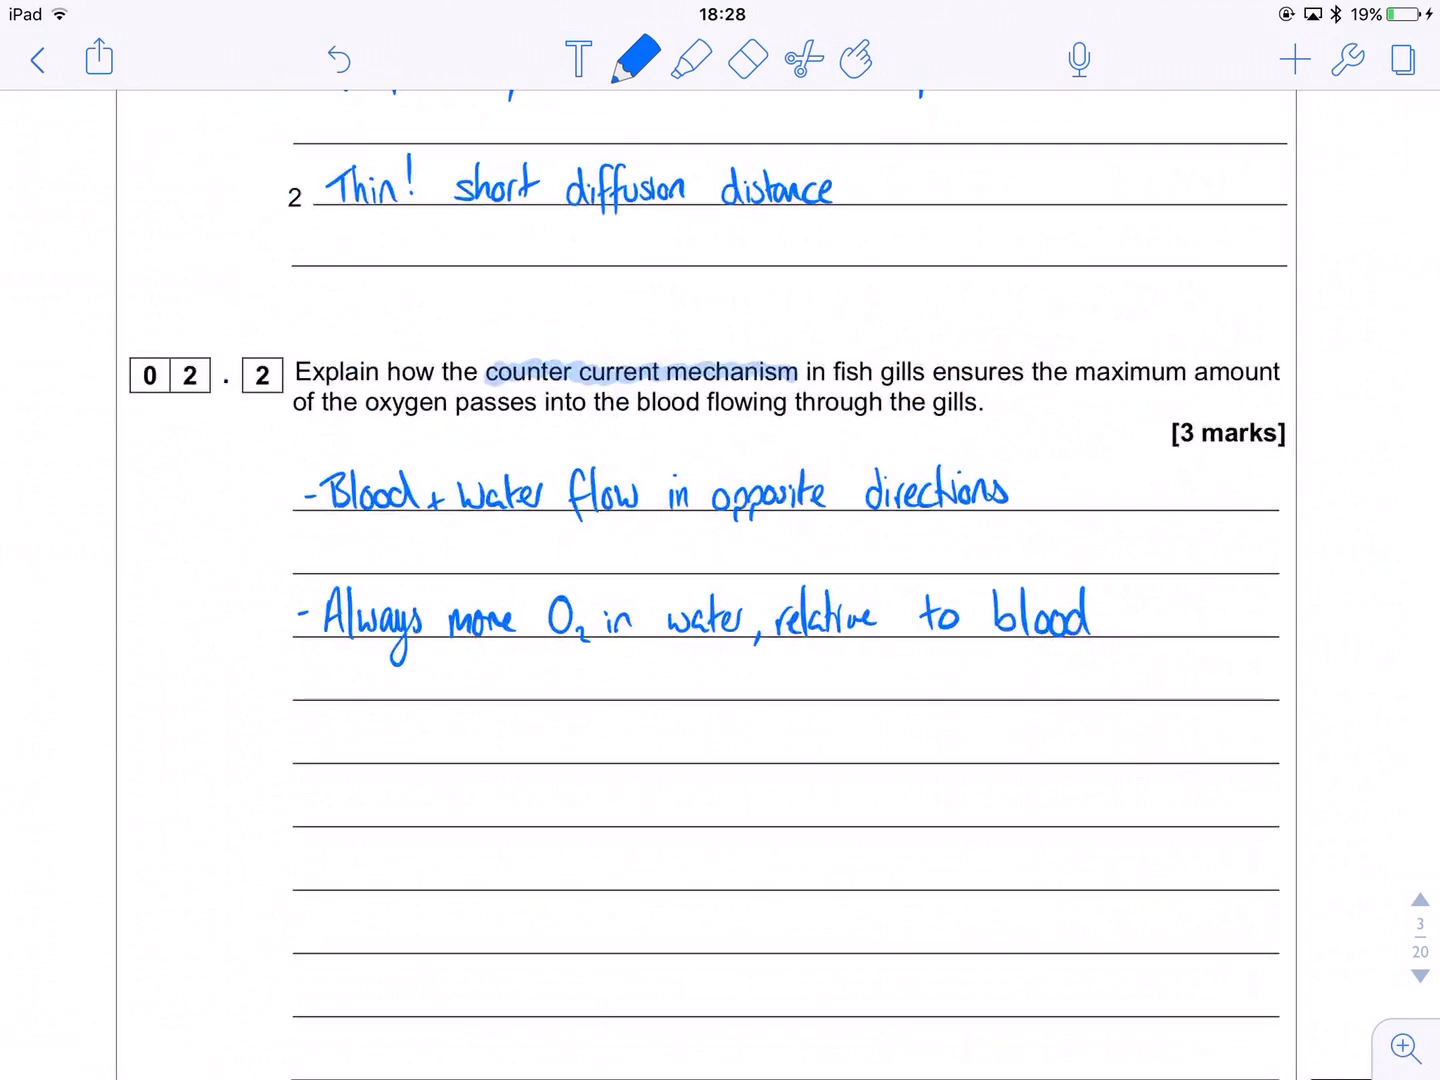 iPad 18:28 19%
2 Thin! short diffusion distance
02.2 Explain how the counter current mechanism in fish gills ensures the maximum amount
of the oxygen passes into the blood flowing through the gills.
[3 marks]
- Blood + Water flow in opposite directions
- Always more O₂ in water, relative to blood
3
20